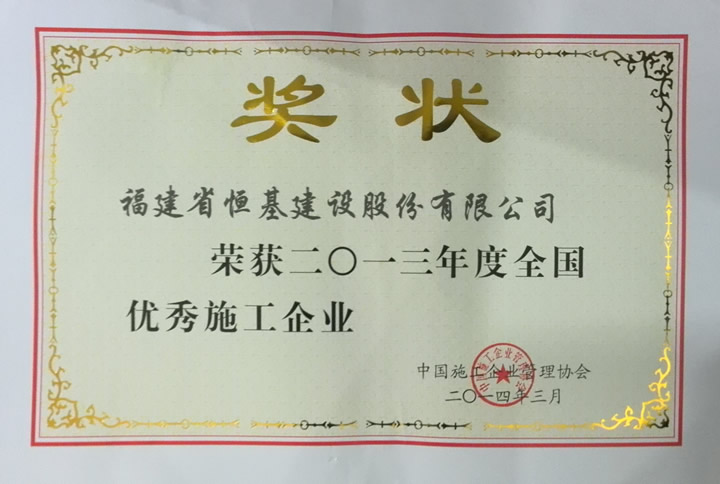 奖状
福建省恒基建设股份有限公司
荣获二〇一三年度全国
优秀施工企业
中国施工企业管理协会
二〇一四年三月